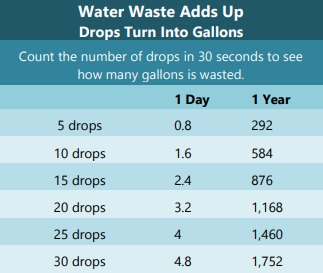 Water Waste Adds Up
Drops Turn Into Gallons
Count the number of drops in 30 seconds to see
how many gallons is wasted.
1 Day 1 Year
5 drops 0.8 292
10 drops 1.6 584
15 drops 2.4 876
20 drops 3.2 1,168
25 drops 4 1,460
30 drops 4.8 1,752